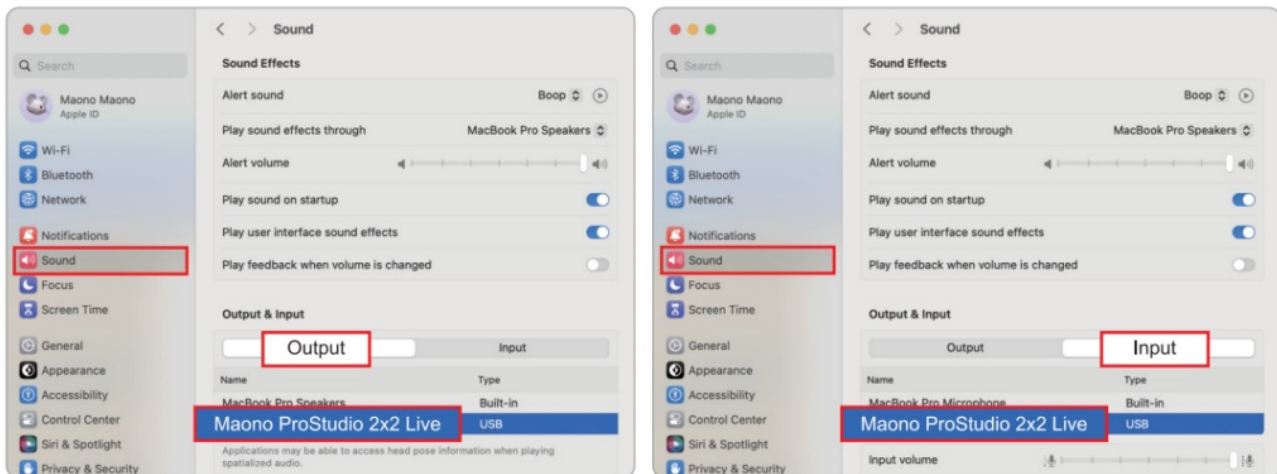 Sound
Search
Sound Effects
Maono Maono
Apple ID
Alert sound
Boop
Play sound effects through
MacBook Pro Speakers
Wi-Fi
Alert volume
Bluetooth
Network
Play sound on startup
Notifications
Play user interface sound effects
Sound
Play feedback when volume is changed
Focus
Screen Time
Output & Input
General
Output
Input
Appearance
Name
Type
Accessibility
MacBook Pro Speakers
Built-in
Control Center
Maono ProStudio 2x2 Live
USB
Siri & Spotlight
Applications may be able to access head pose information when playing
spatialized audio.
Privacy & Security
Sound
Search
Sound Effects
Maono Maono
Apple ID
Alert sound
Boop
Play sound effects through
MacBook Pro Speakers
Wi-Fi
Alert volume
Bluetooth
Network
Play sound on startup
Notifications
Play user interface sound effects
Sound
Play feedback when volume is changed
Focus
Screen Time
Output & Input
General
Output
Input
Appearance
Name
Type
Accessibility
MacBook Pro Microphone
Built-in
Control Center
Maono ProStudio 2x2 Live
USB
Siri & Spotlight
Input volume
Privacy & Security